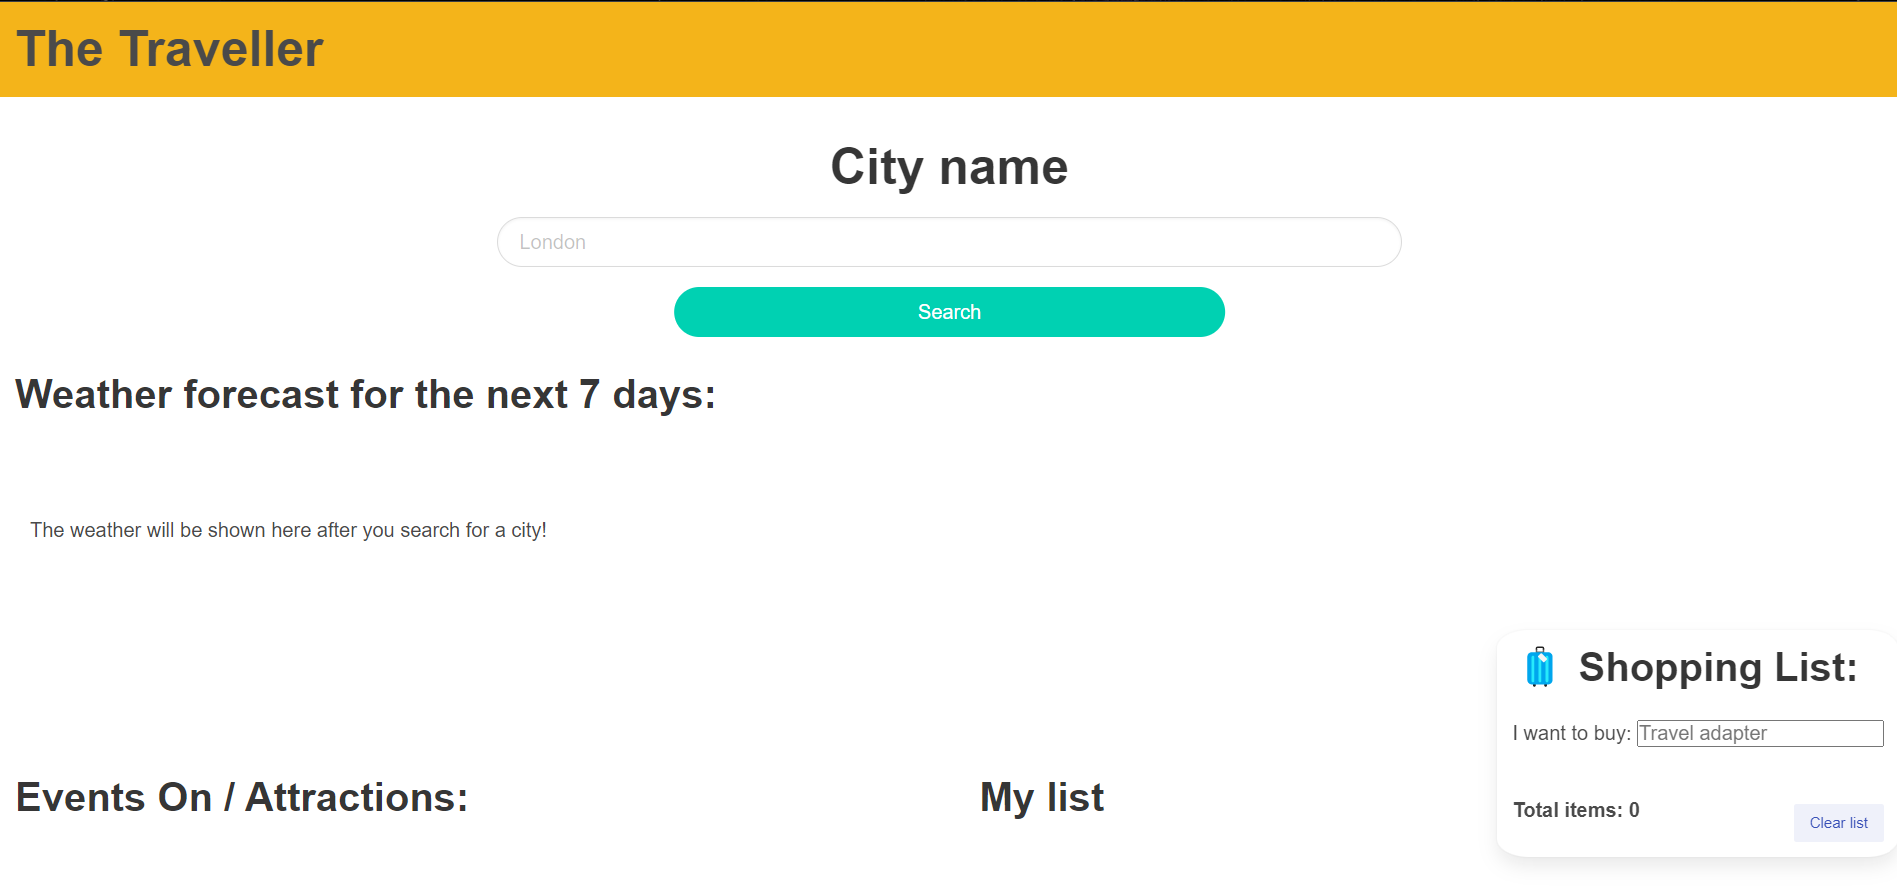 The Traveller
City name
London
Search
Weather forecast for the next 7 days:
The weather will be shown here after you search for a city!
Shopping List:
I want to buy: Travel adapter
Events On / Attractions:
My list
Total items: 0
Clear list